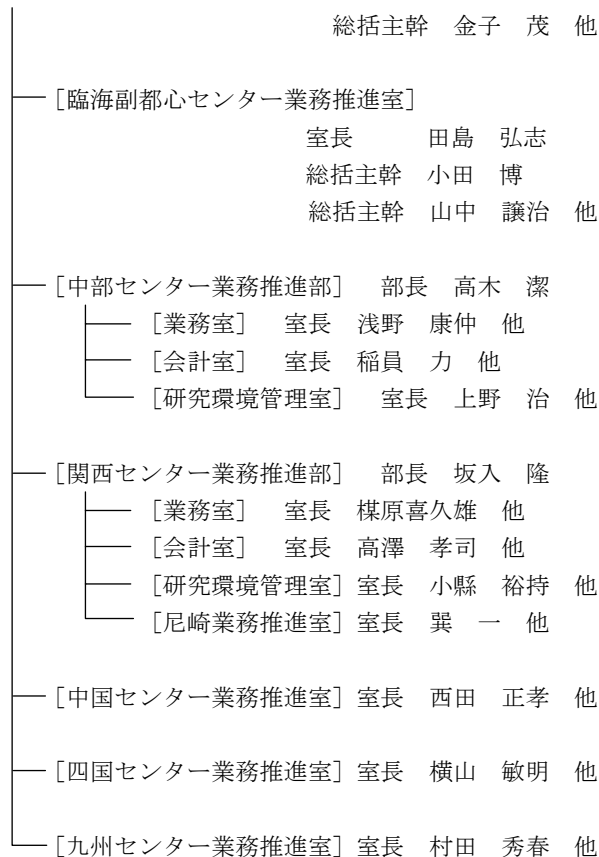 総括主幹　金子　茂　他
［臨海副都心センター業務推進室］
室長　　　田島　弘志
総括主幹　小田　博
総括主幹　山中　譲治　他
［中部センター業務推進部］　部長　高木　潔
［業務室］　室長　浅野　康仲　他
［会計室］　室長　稲員　力　他
［研究環境管理室］　室長　上野　治　他
［関西センター業務推進部］　部長　坂入　隆
［業務室］　室長　楳原喜久雄　他
［会計室］　室長　高澤　孝司　他
［研究環境管理室］室長　小縣　裕持　他
［尼崎業務推進室］室長　巽　一　他
［中国センター業務推進室］室長　西田　正孝　他
［四国センター業務推進室］室長　横山　敏明　他
［九州センター業務推進室］室長　村田　秀春　他